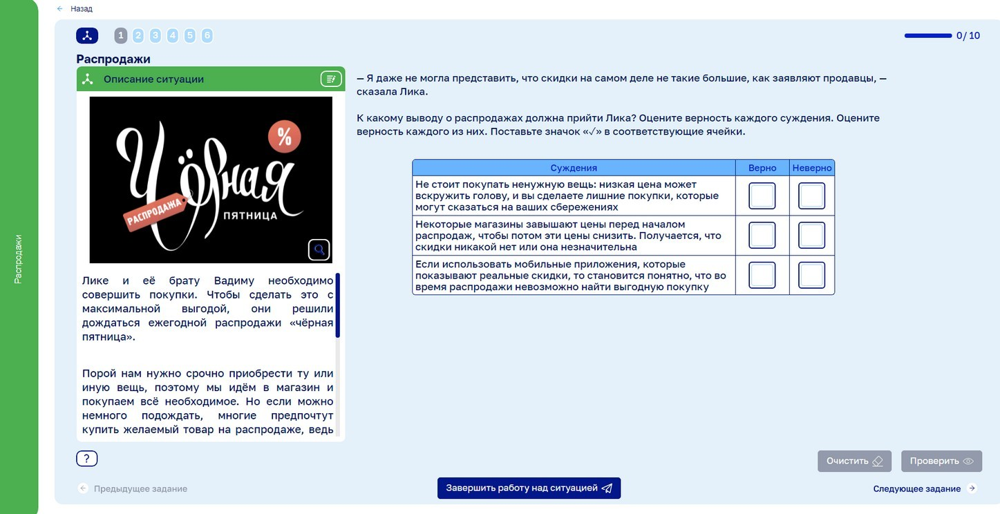 Назад
1 2 3 4 5 6
0/ 10
Распродажи
Распродажи
Описание ситуации
%
Чёрная
РАСПРОДАЖА
ПЯТНИЦА
Лике и её брату Вадиму необходимо
совершить покупки. Чтобы сделать это с
максимальной выгодой, они решили
дождаться ежегодной распродажи «чёрная
пятница».
Порой нам нужно срочно приобрести ту или
иную вещь, поэтому мы идём в магазин и
покупаем всё необходимое. Но если можно
немного подождать, многие предпочтут
купить желаемый товар на распродаже, ведь
— Я даже не могла представить, что скидки на самом деле не такие большие, как заявляют продавцы, —
сказала Лика.
К какому выводу о распродажах должна прийти Лика? Оцените верность каждого суждения. Оцените
верность каждого из них. Поставьте значок «✓» в соответствующие ячейки.
Суждения Верно Неверно
Не стоит покупать ненужную вещь: низкая цена может
вскружить голову, и вы сделаете лишние покупки, которые
могут сказаться на ваших сбережениях
Некоторые магазины завышают цены перед началом
распродаж, чтобы потом эти цены снизить. Получается, что
скидки никакой нет или она незначительна
Если использовать мобильные приложения, которые
показывают реальные скидки, то становится понятно, что во
время распродажи невозможно найти выгодную покупку
?
Очистить Проверить
Предыдущее задание Завершить работу над ситуацией Следующее задание